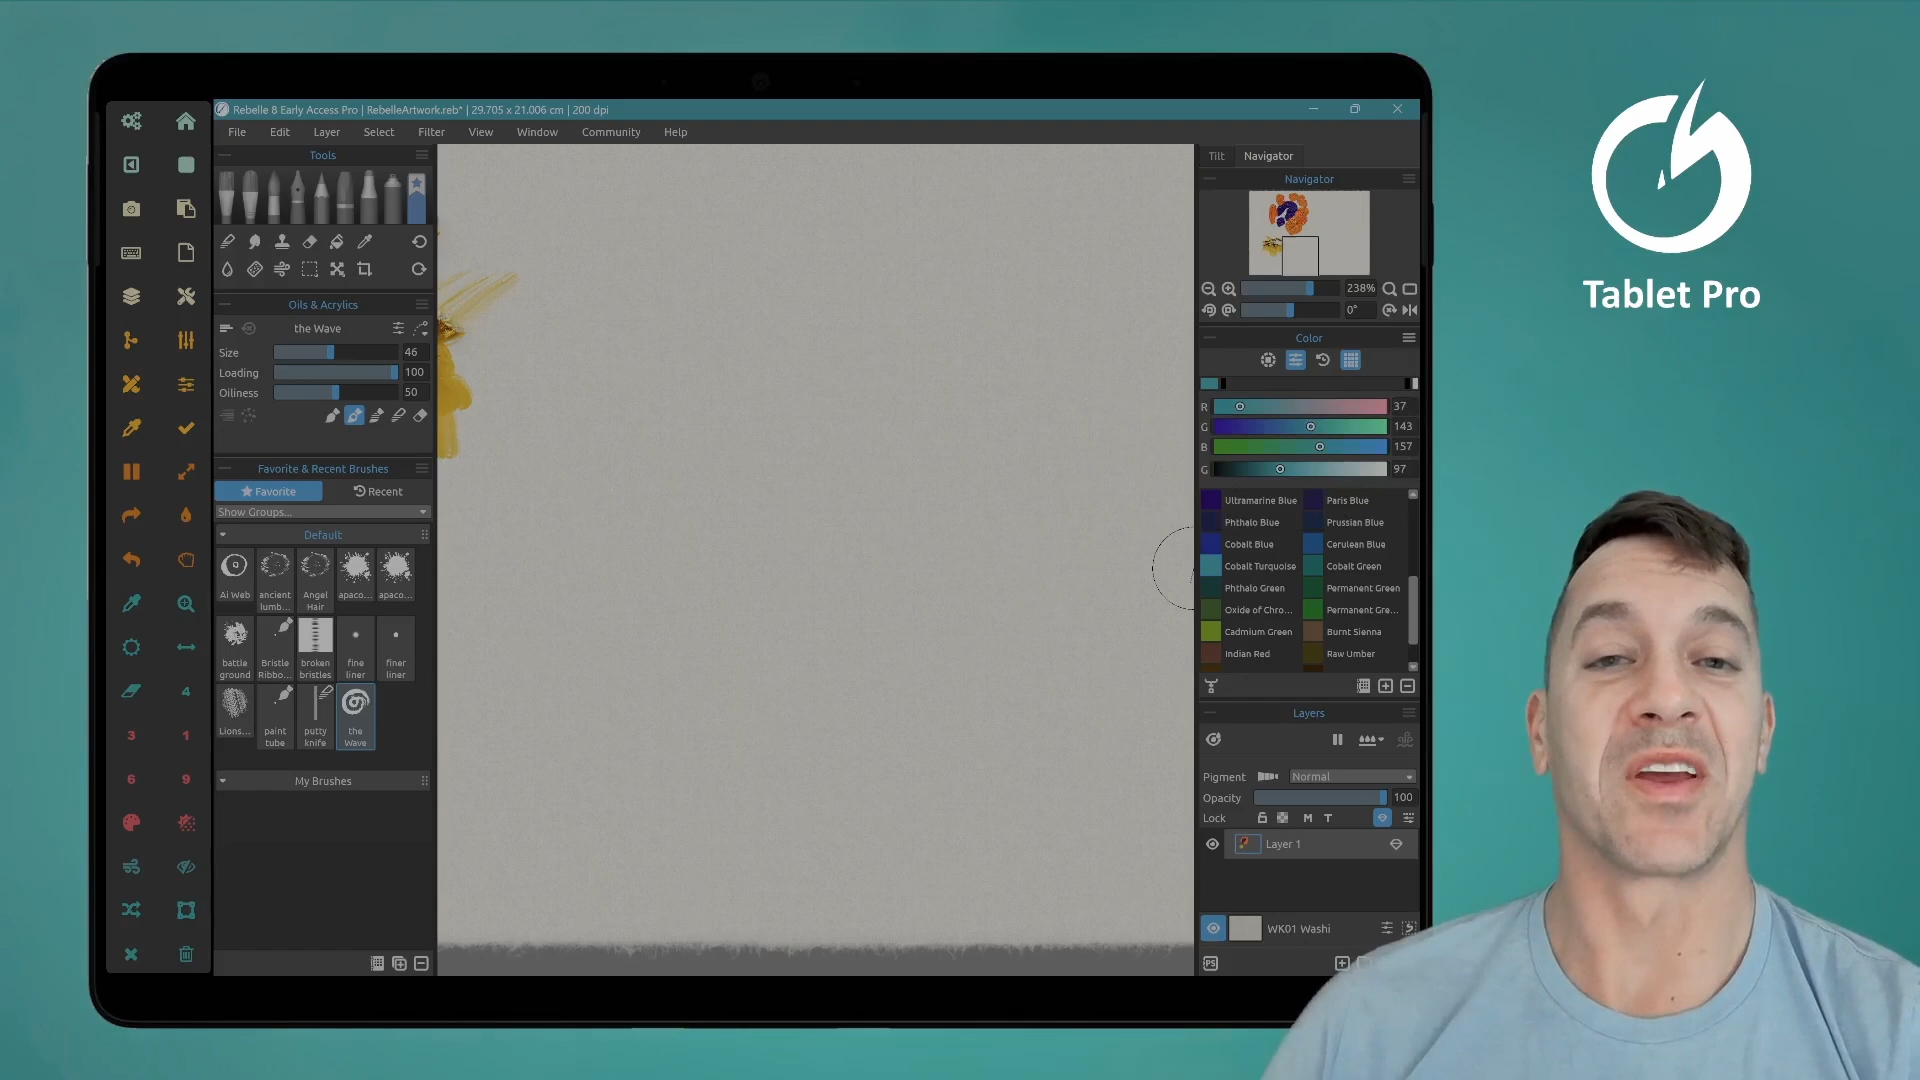 Rebelle 8 Early Access Pro | RebelleArtwork.reb* | 29.705 x 21.006 cm | 200 dpi
File Edit Layer Select Filter View Window Community Help
Tools
Oils & Acrylics
the Wave
Size 46
Loading 100
Oiliness 50
Favorite & Recent Brushes
Favorite Recent
Show Groups...
Default
Ai Web
ancient lumb...
Angel Hair
apaco...
apaco...
battle ground
Bristle Ribbo...
broken bristles
fine liner
finer liner
Lions...
paint tube
putty knife
the Wave
My Brushes
4
3 1
6 9
Tilt Navigator
Navigator
238%
0°
Color
R 37
G 143
B 157
G 97
Ultramarine Blue Paris Blue
Phthalo Blue Prussian Blue
Cobalt Blue Cerulean Blue
Cobalt Turquoise Cobalt Green
Phthalo Green Permanent Green
Oxide of Chro... Permanent Gre...
Cadmium Green Burnt Sienna
Indian Red Raw Umber
Layers
Pigment Normal
Opacity 100
Lock M T
Layer 1
WK01 Washi
PS
Tablet Pro